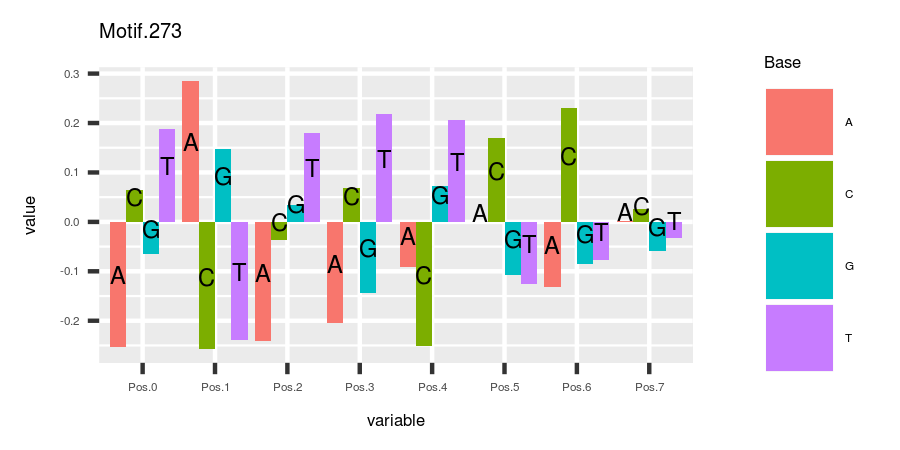 Motif.273
Base
value
0.3
0.2
0.1
0.0
-0.1
-0.2
A C G T A C G T A C G T A C G T A C G T A C G T A C G T A C G T
Pos.0 Pos.1 Pos.2 Pos.3 Pos.4 Pos.5 Pos.6 Pos.7
variable
A
C
G
T